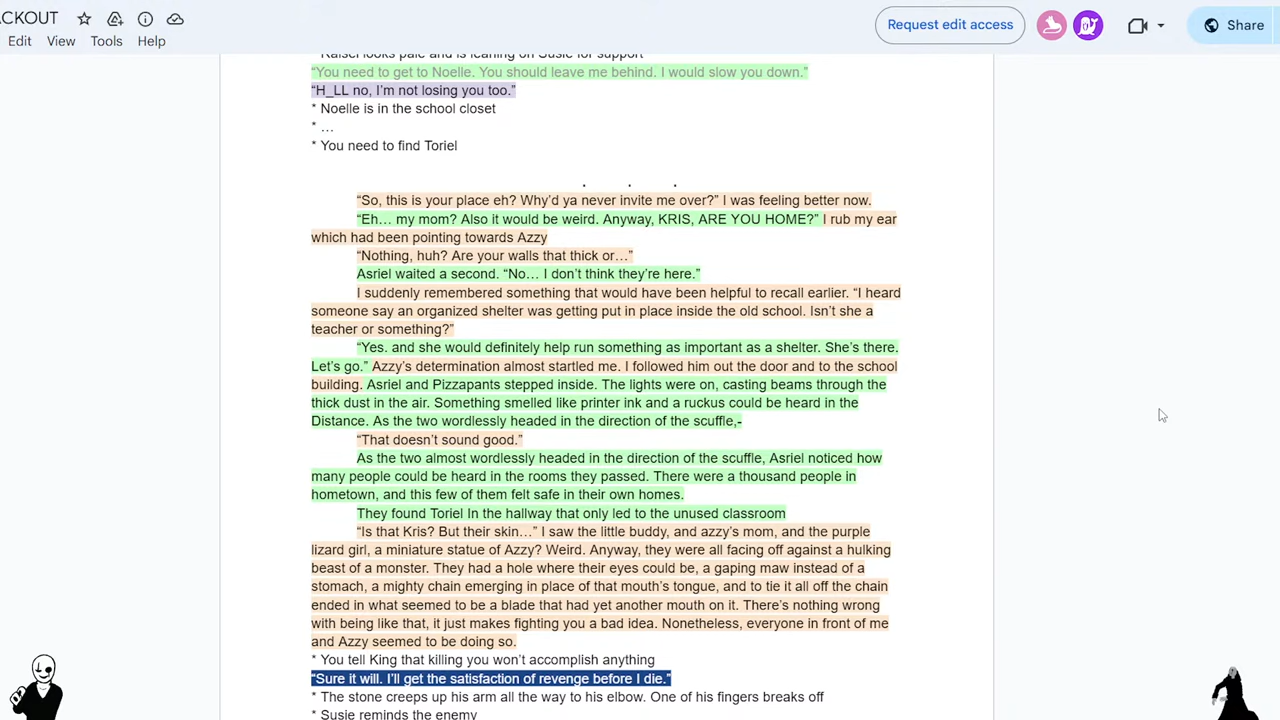 CKOUT
Request edit access
Share
Edit View Tools Help
* Ralsei looks pale and is leaning on Susie for support
“You need to get to Noelle. You should leave me behind. I would slow you down.”
“H_LL no, I’m not losing you too.”
* Noelle is in the school closet
* …
* You need to find Toriel
. . .
“So, this is your place eh? Why’d ya never invite me over?” I was feeling better now.
“Eh… my mom? Also it would be weird. Anyway, KRIS, ARE YOU HOME?” I rub my ear
which had been pointing towards Azzy
“Nothing, huh? Are your walls that thick or…”
Asriel waited a second. “No… I don’t think they’re here.”
I suddenly remembered something that would have been helpful to recall earlier. “I heard
someone say an organized shelter was getting put in place inside the old school. Isn’t she a
teacher or something?”
“Yes. and she would definitely help run something as important as a shelter. She’s there.
Let’s go.” Azzy’s determination almost startled me. I followed him out the door and to the school
building. Asriel and Pizzapants stepped inside. The lights were on, casting beams through the
thick dust in the air. Something smelled like printer ink and a ruckus could be heard in the
Distance. As the two wordlessly headed in the direction of the scuffle,-
“That doesn’t sound good.”
As the two almost wordlessly headed in the direction of the scuffle, Asriel noticed how
many people could be heard in the rooms they passed. There were a thousand people in
hometown, and this few of them felt safe in their own homes.
They found Toriel In the hallway that only led to the unused classroom
“Is that Kris? But their skin…” I saw the little buddy, and azzy’s mom, and the purple
lizard girl, a miniature statue of Azzy? Weird. Anyway, they were all facing off against a hulking
beast of a monster. They had a hole where their eyes could be, a gaping maw instead of a
stomach, a mighty chain emerging in place of that mouth’s tongue, and to tie it all off the chain
ended in what seemed to be a blade that had yet another mouth on it. There’s nothing wrong
with being like that, it just makes fighting you a bad idea. Nonetheless, everyone in front of me
and Azzy seemed to be doing so.
* You tell King that killing you won’t accomplish anything
“Sure it will. I’ll get the satisfaction of revenge before I die.”
* The stone creeps up his arm all the way to his elbow. One of his fingers breaks off
* Susie reminds the enemy